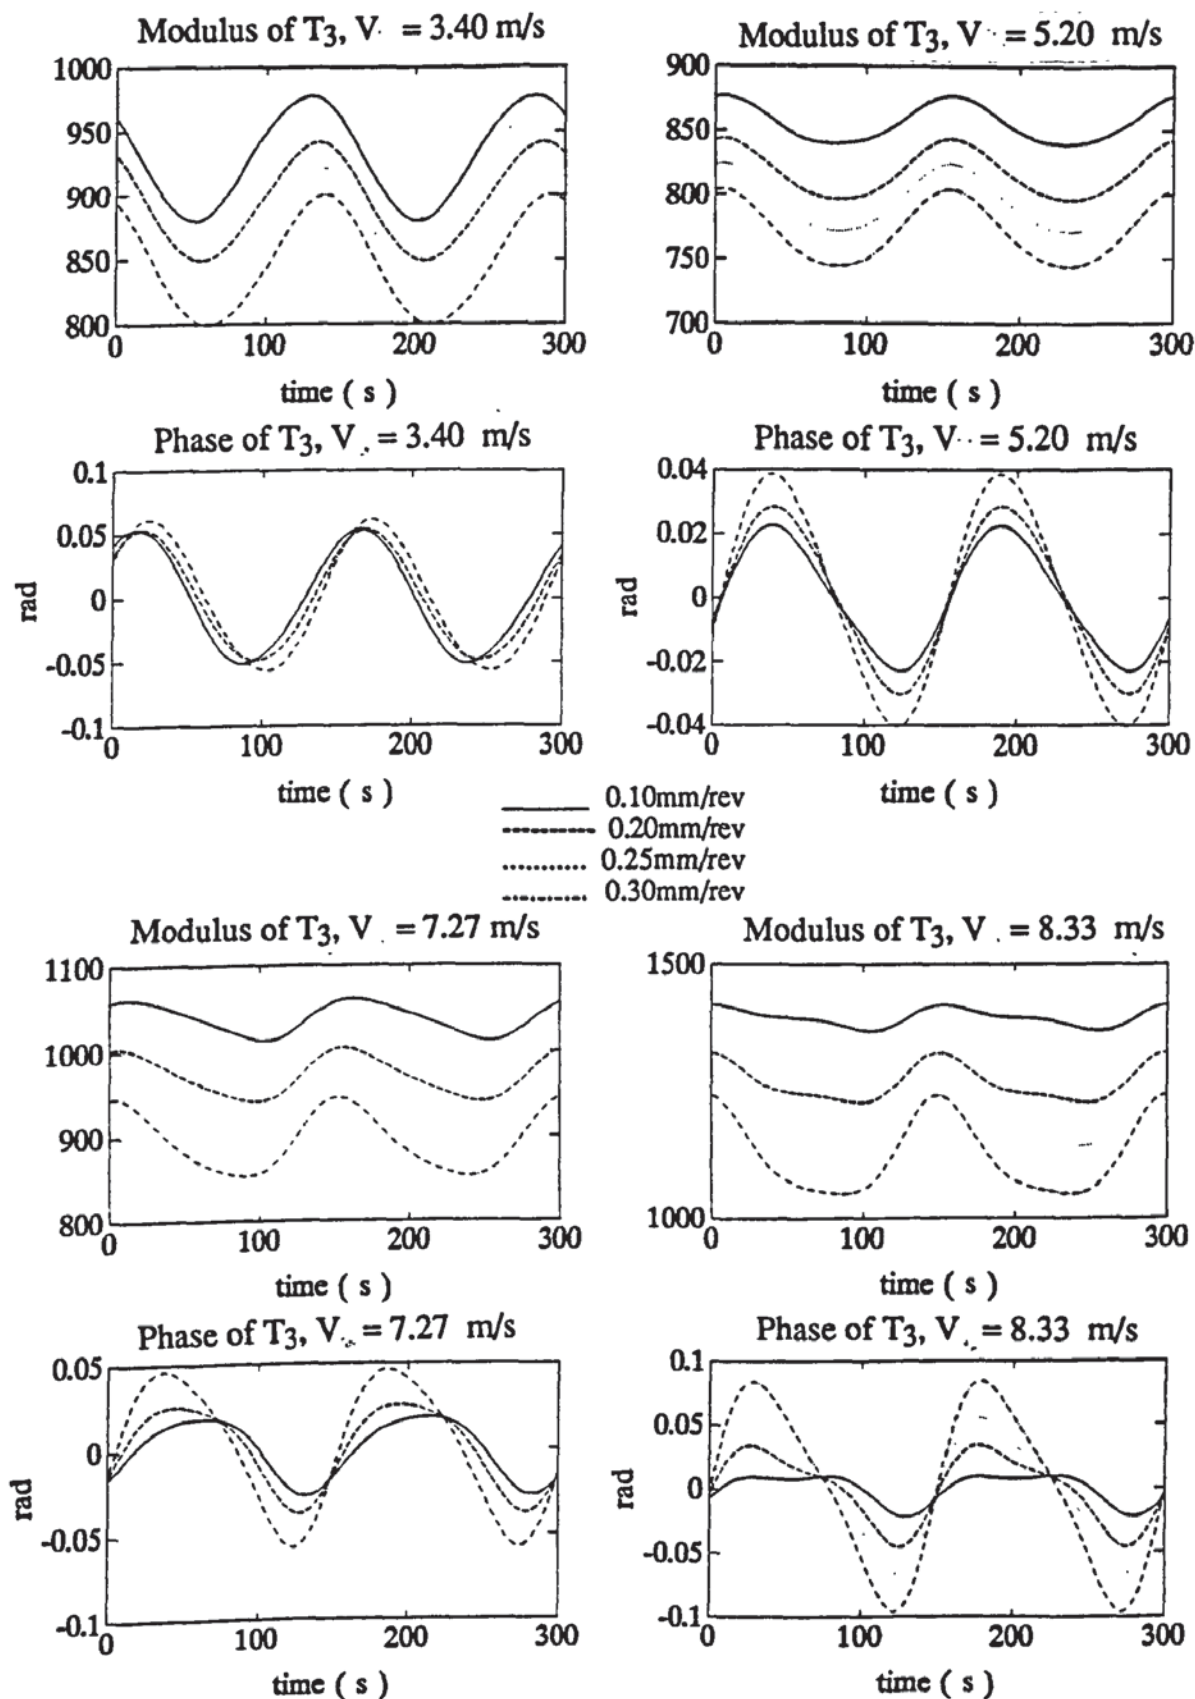 Modulus of T3, V = 3.40 m/s
1000
950
900
850
800
0 100 200 300
time ( s )
Modulus of T3, V = 5.20 m/s
900
850
800
750
700
0 100 200 300
time ( s )
Phase of T3, V = 3.40 m/s
0.1
0.05
0
-0.05
-0.1
rad
0 100 200 300
time ( s )
Phase of T3, V = 5.20 m/s
0.04
0.02
0
-0.02
-0.04
rad
0 100 200 300
time ( s )
0.10mm/rev
0.20mm/rev
0.25mm/rev
0.30mm/rev
Modulus of T3, V = 7.27 m/s
1100
1000
900
800
0 100 200 300
time ( s )
Modulus of T3, V = 8.33 m/s
1500
1000
0 100 200 300
time ( s )
Phase of T3, V = 7.27 m/s
0.05
0
-0.05
-0.1
rad
0 100 200 300
time ( s )
Phase of T3, V = 8.33 m/s
0.1
0.05
0
-0.05
-0.1
rad
0 100 200 300
time ( s )